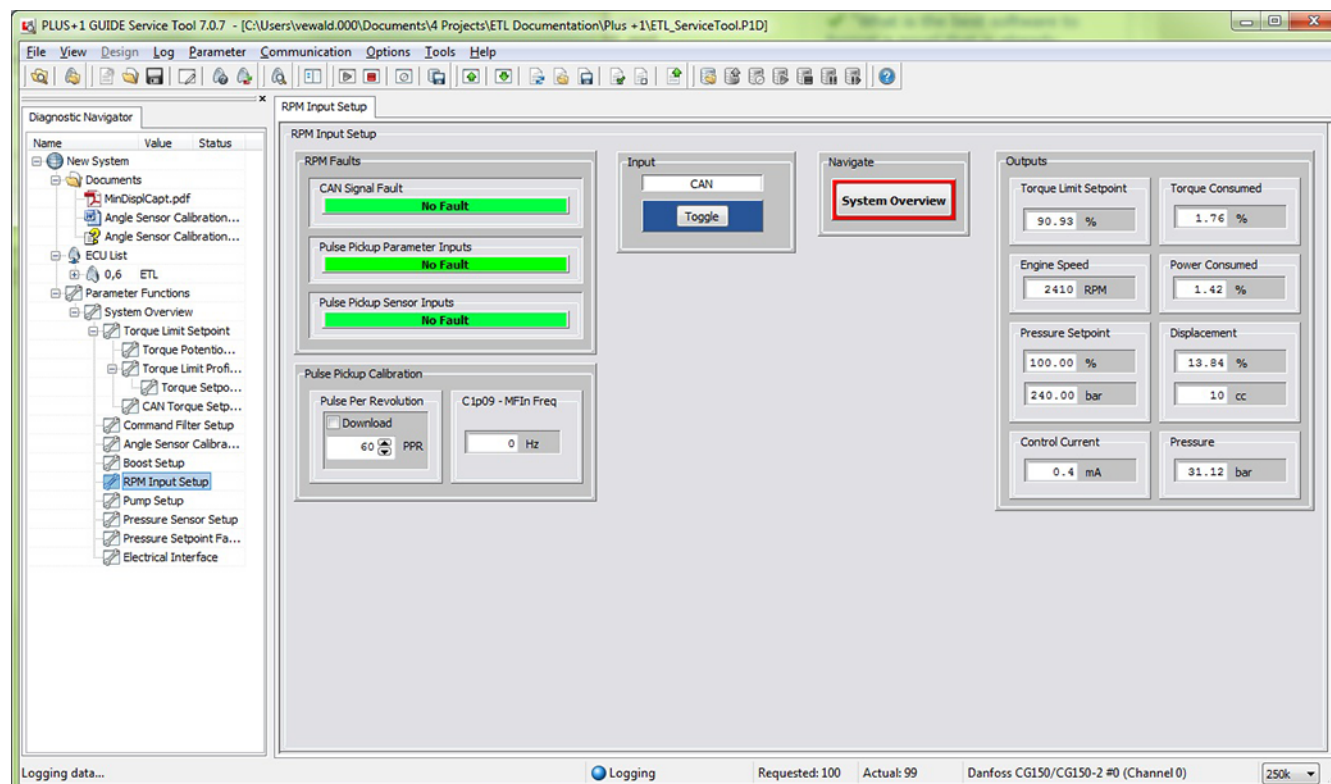 PLUS+1 GUIDE Service Tool 7.0.7 - [C:\Users\vewald.000\Documents\4 Projects\ETL Documentation\Plus +1\ETL_ServiceTool.P1D]
File View Design Log Parameter Communication Options Tools Help
Diagnostic Navigator
Name Value Status
New System
Documents
MinDisplCapt.pdf
Angle Sensor Calibration...
Angle Sensor Calibration...
ECU List
0,6 ETL
Parameter Functions
System Overview
Torque Limit Setpoint
Torque Potentio...
Torque Limit Profi...
Torque Setpo...
CAN Torque Setp...
Command Filter Setup
Angle Sensor Calibra...
Boost Setup
RPM Input Setup
Pump Setup
Pressure Sensor Setup
Pressure Setpoint Fa...
Electrical Interface
RPM Input Setup
RPM Input Setup
RPM Faults
CAN Signal Fault
No Fault
Pulse Pickup Parameter Inputs
No Fault
Pulse Pickup Sensor Inputs
No Fault
Pulse Pickup Calibration
Pulse Per Revolution
Download
60 PPR
C1p09 - MFIn Freq
0 Hz
Input
CAN
Toggle
Navigate
System Overview
Outputs
Torque Limit Setpoint Torque Consumed
90.93 % 1.76 %
Engine Speed Power Consumed
2410 RPM 1.42 %
Pressure Setpoint Displacement
100.00 % 13.84 %
240.00 bar 10 cc
Control Current Pressure
0.4 mA 31.12 bar
Logging data... Logging Requested: 100 Actual: 99 Danfoss CG150/CG150-2 #0 (Channel 0) 250k